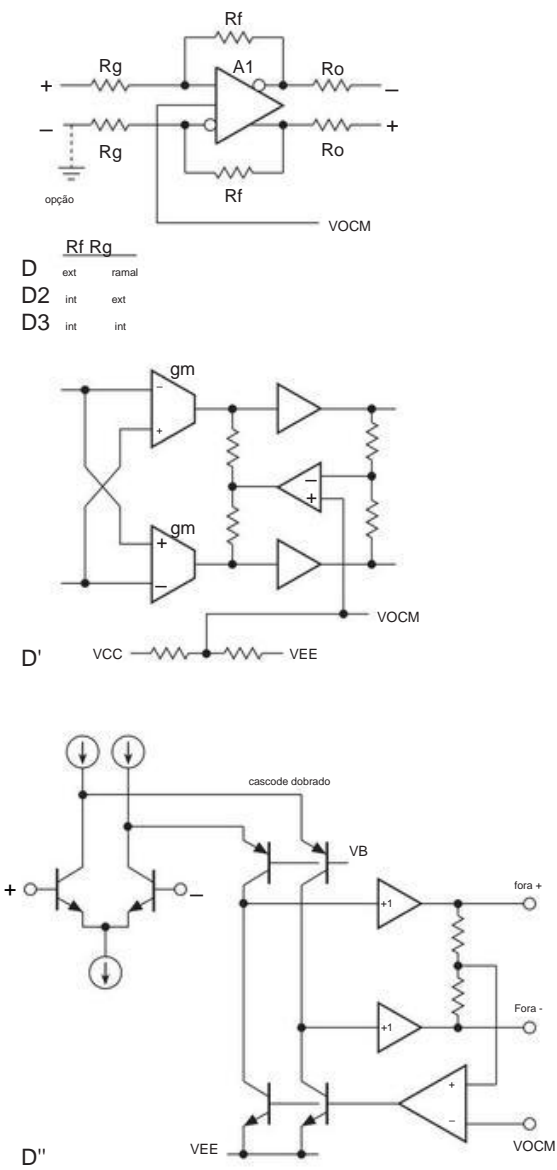 Rf
Rg
A1
Ro
+
–
–
+
Rg
Ro
Rf
opção
VOCM
Rf Rg
D ext ramal
D2 int ext
D3 int int
gm
–
+
–
+
gm
+
–
VOCM
D'
VCC
VEE
cascode dobrado
VB
+
–
+1
fora +
+1
Fora -
+
–
VEE
VOCM
D"